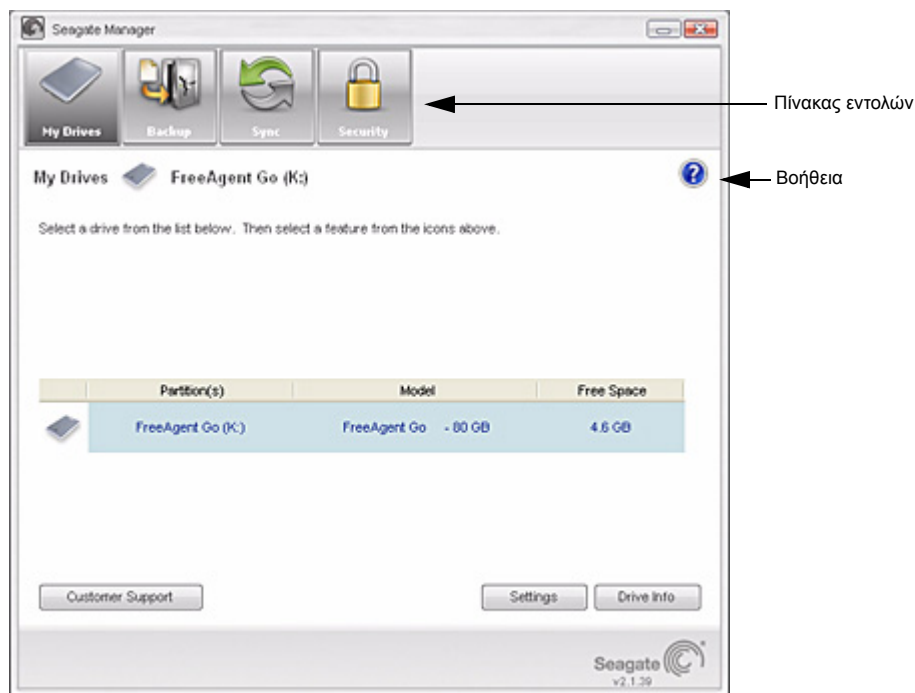 Seagate Manager
My Drives Backup Sync Security
Πίνακας εντολών
My Drives FreeAgent Go (K:)
Βοήθεια
Select a drive from the list below. Then select a feature from the icons above.
Partition(s) Model Free Space
FreeAgent Go (K:) FreeAgent Go - 80 GB 4.6 GB
Customer Support Settings Drive Info
Seagate
v2.1.39